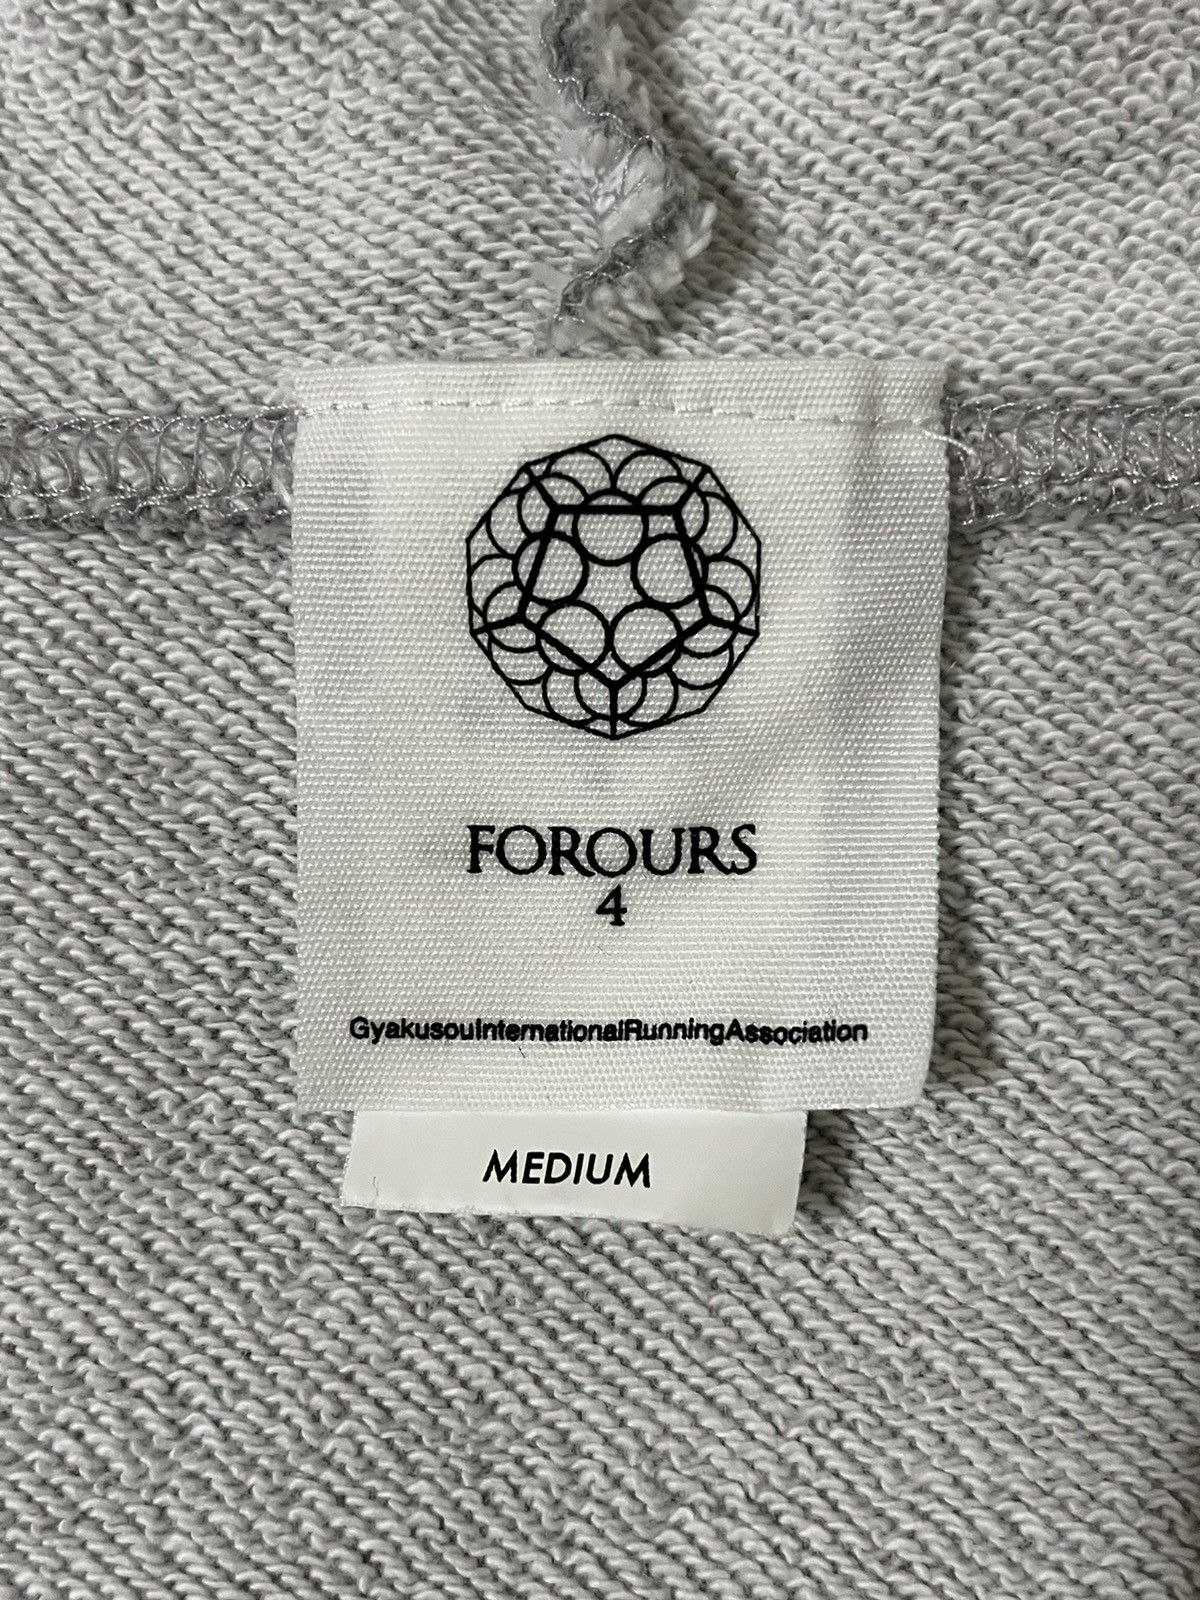 FOROURS
4
GyakusouInternationalRunningAssociation
MEDIUM